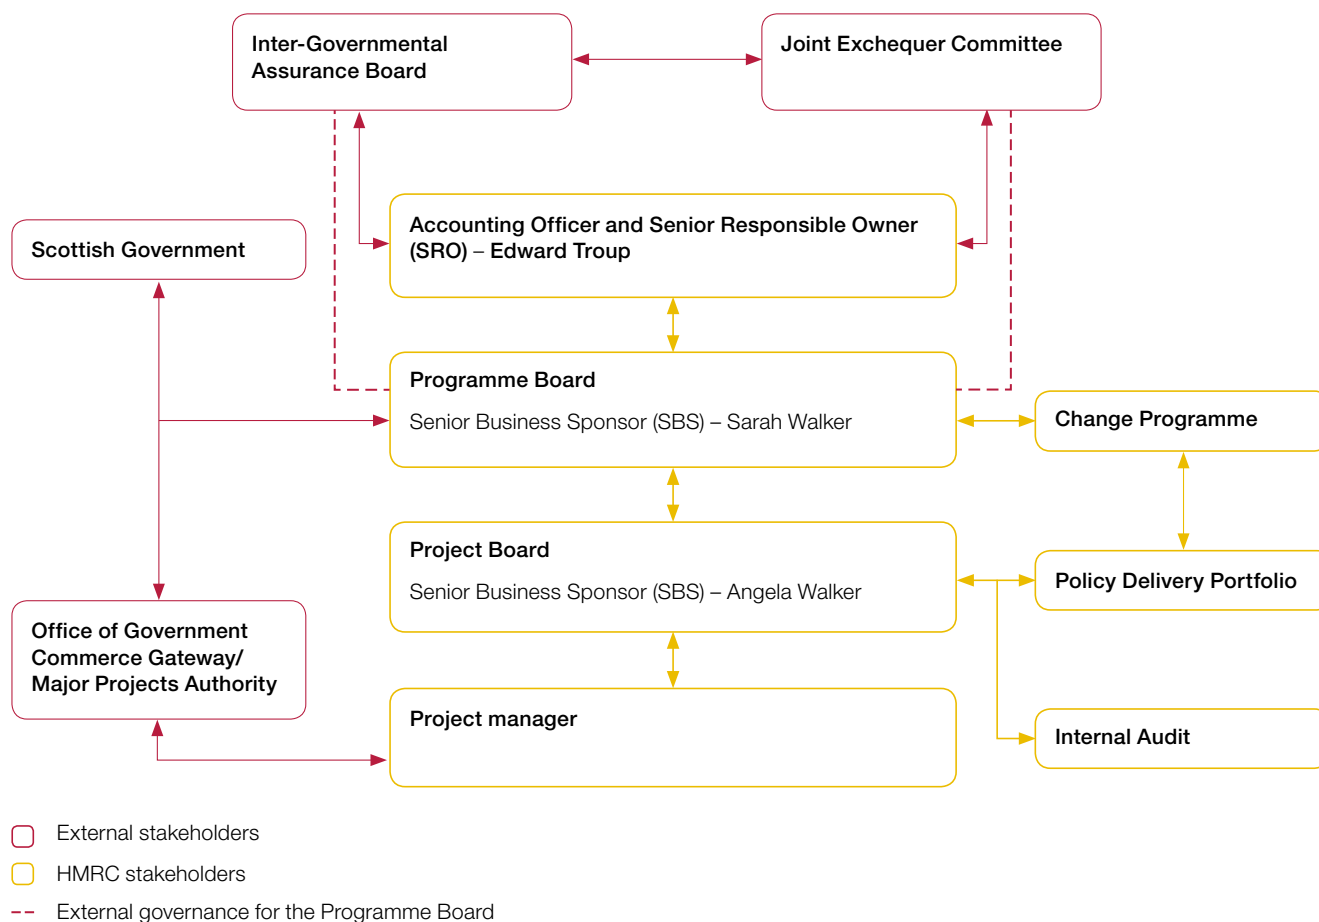 Inter-Governmental
Assurance Board
Joint Exchequer Committee
Accounting Officer and Senior Responsible Owner
(SRO) – Edward Troup
Scottish Government
Programme Board
Senior Business Sponsor (SBS) – Sarah Walker
Change Programme
Project Board
Senior Business Sponsor (SBS) – Angela Walker
Policy Delivery Portfolio
Office of Government
Commerce Gateway/
Major Projects Authority
Project manager
Internal Audit
External stakeholders
HMRC stakeholders
External governance for the Programme Board